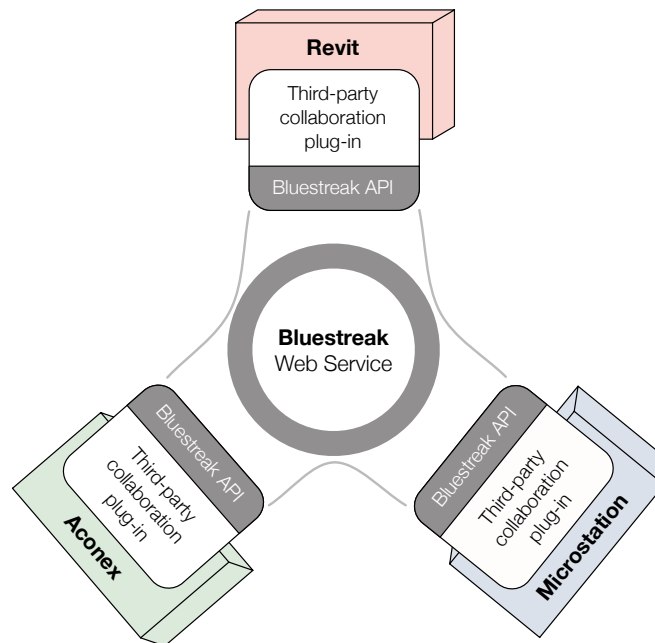 Revit
Third-party
collaboration
plug-in
Bluestreak API
Bluestreak
Web Service
Bluestreak API
Third-party
collaboration
plug-in
Aconex
Bluestreak API
Third-party
collaboration
plug-in
Microstation